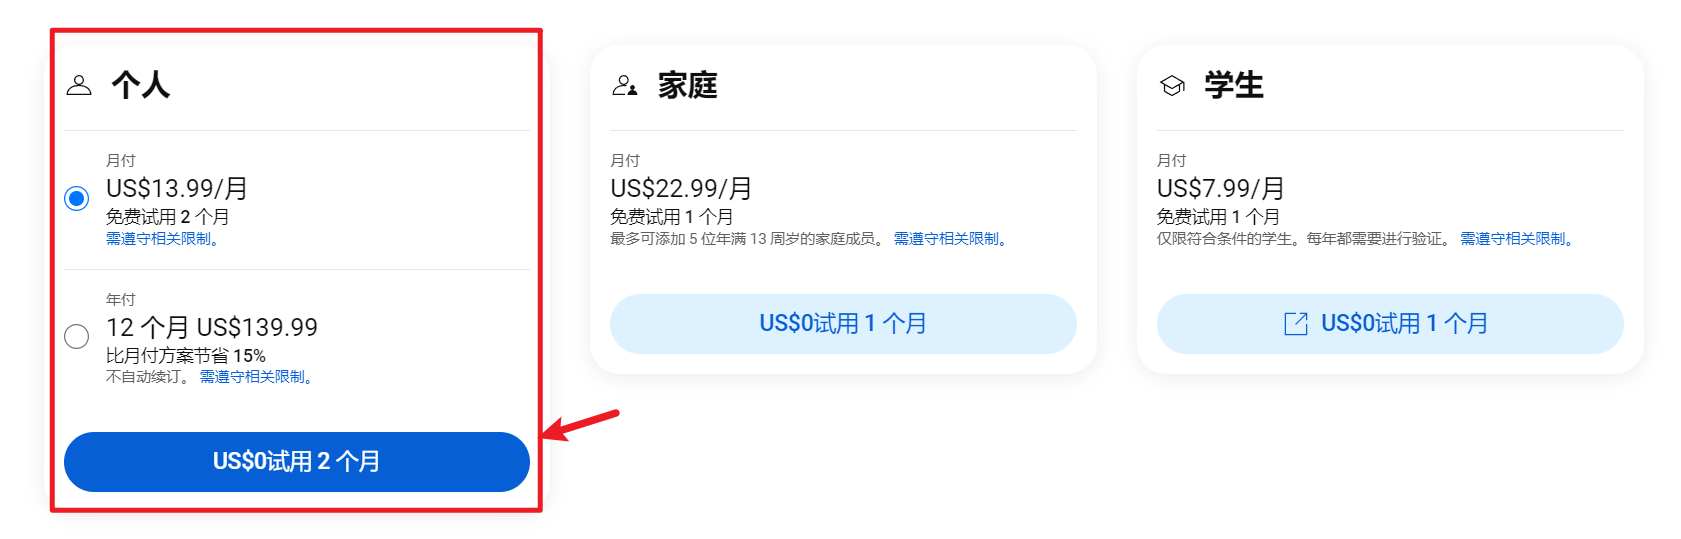 个人
月付
US$13.99/月
免费试用 2 个月
需遵守相关限制。
年付
12 个月 US$139.99
比月付方案节省 15%
不自动续订。 需遵守相关限制。
US$0试用 2 个月
家庭
月付
US$22.99/月
免费试用 1 个月
最多可添加 5 位年满 13 周岁的家庭成员。 需遵守相关限制。
US$0试用 1 个月
学生
月付
US$7.99/月
免费试用 1 个月
仅限符合条件的学生。每年都需要进行验证。 需遵守相关限制。
US$0试用 1 个月